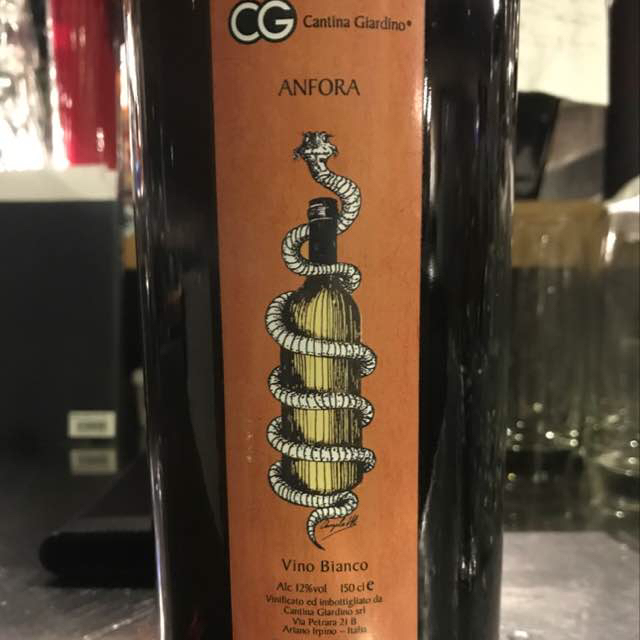 CG Cantina Giardino®
ANFORA
Vino Bianco
Alc 12%vol 150 cl e
Vinificato ed imbottigliato da
Cantina Giardino srl
Via Petrara 21 B
Ariano Irpino – Italia